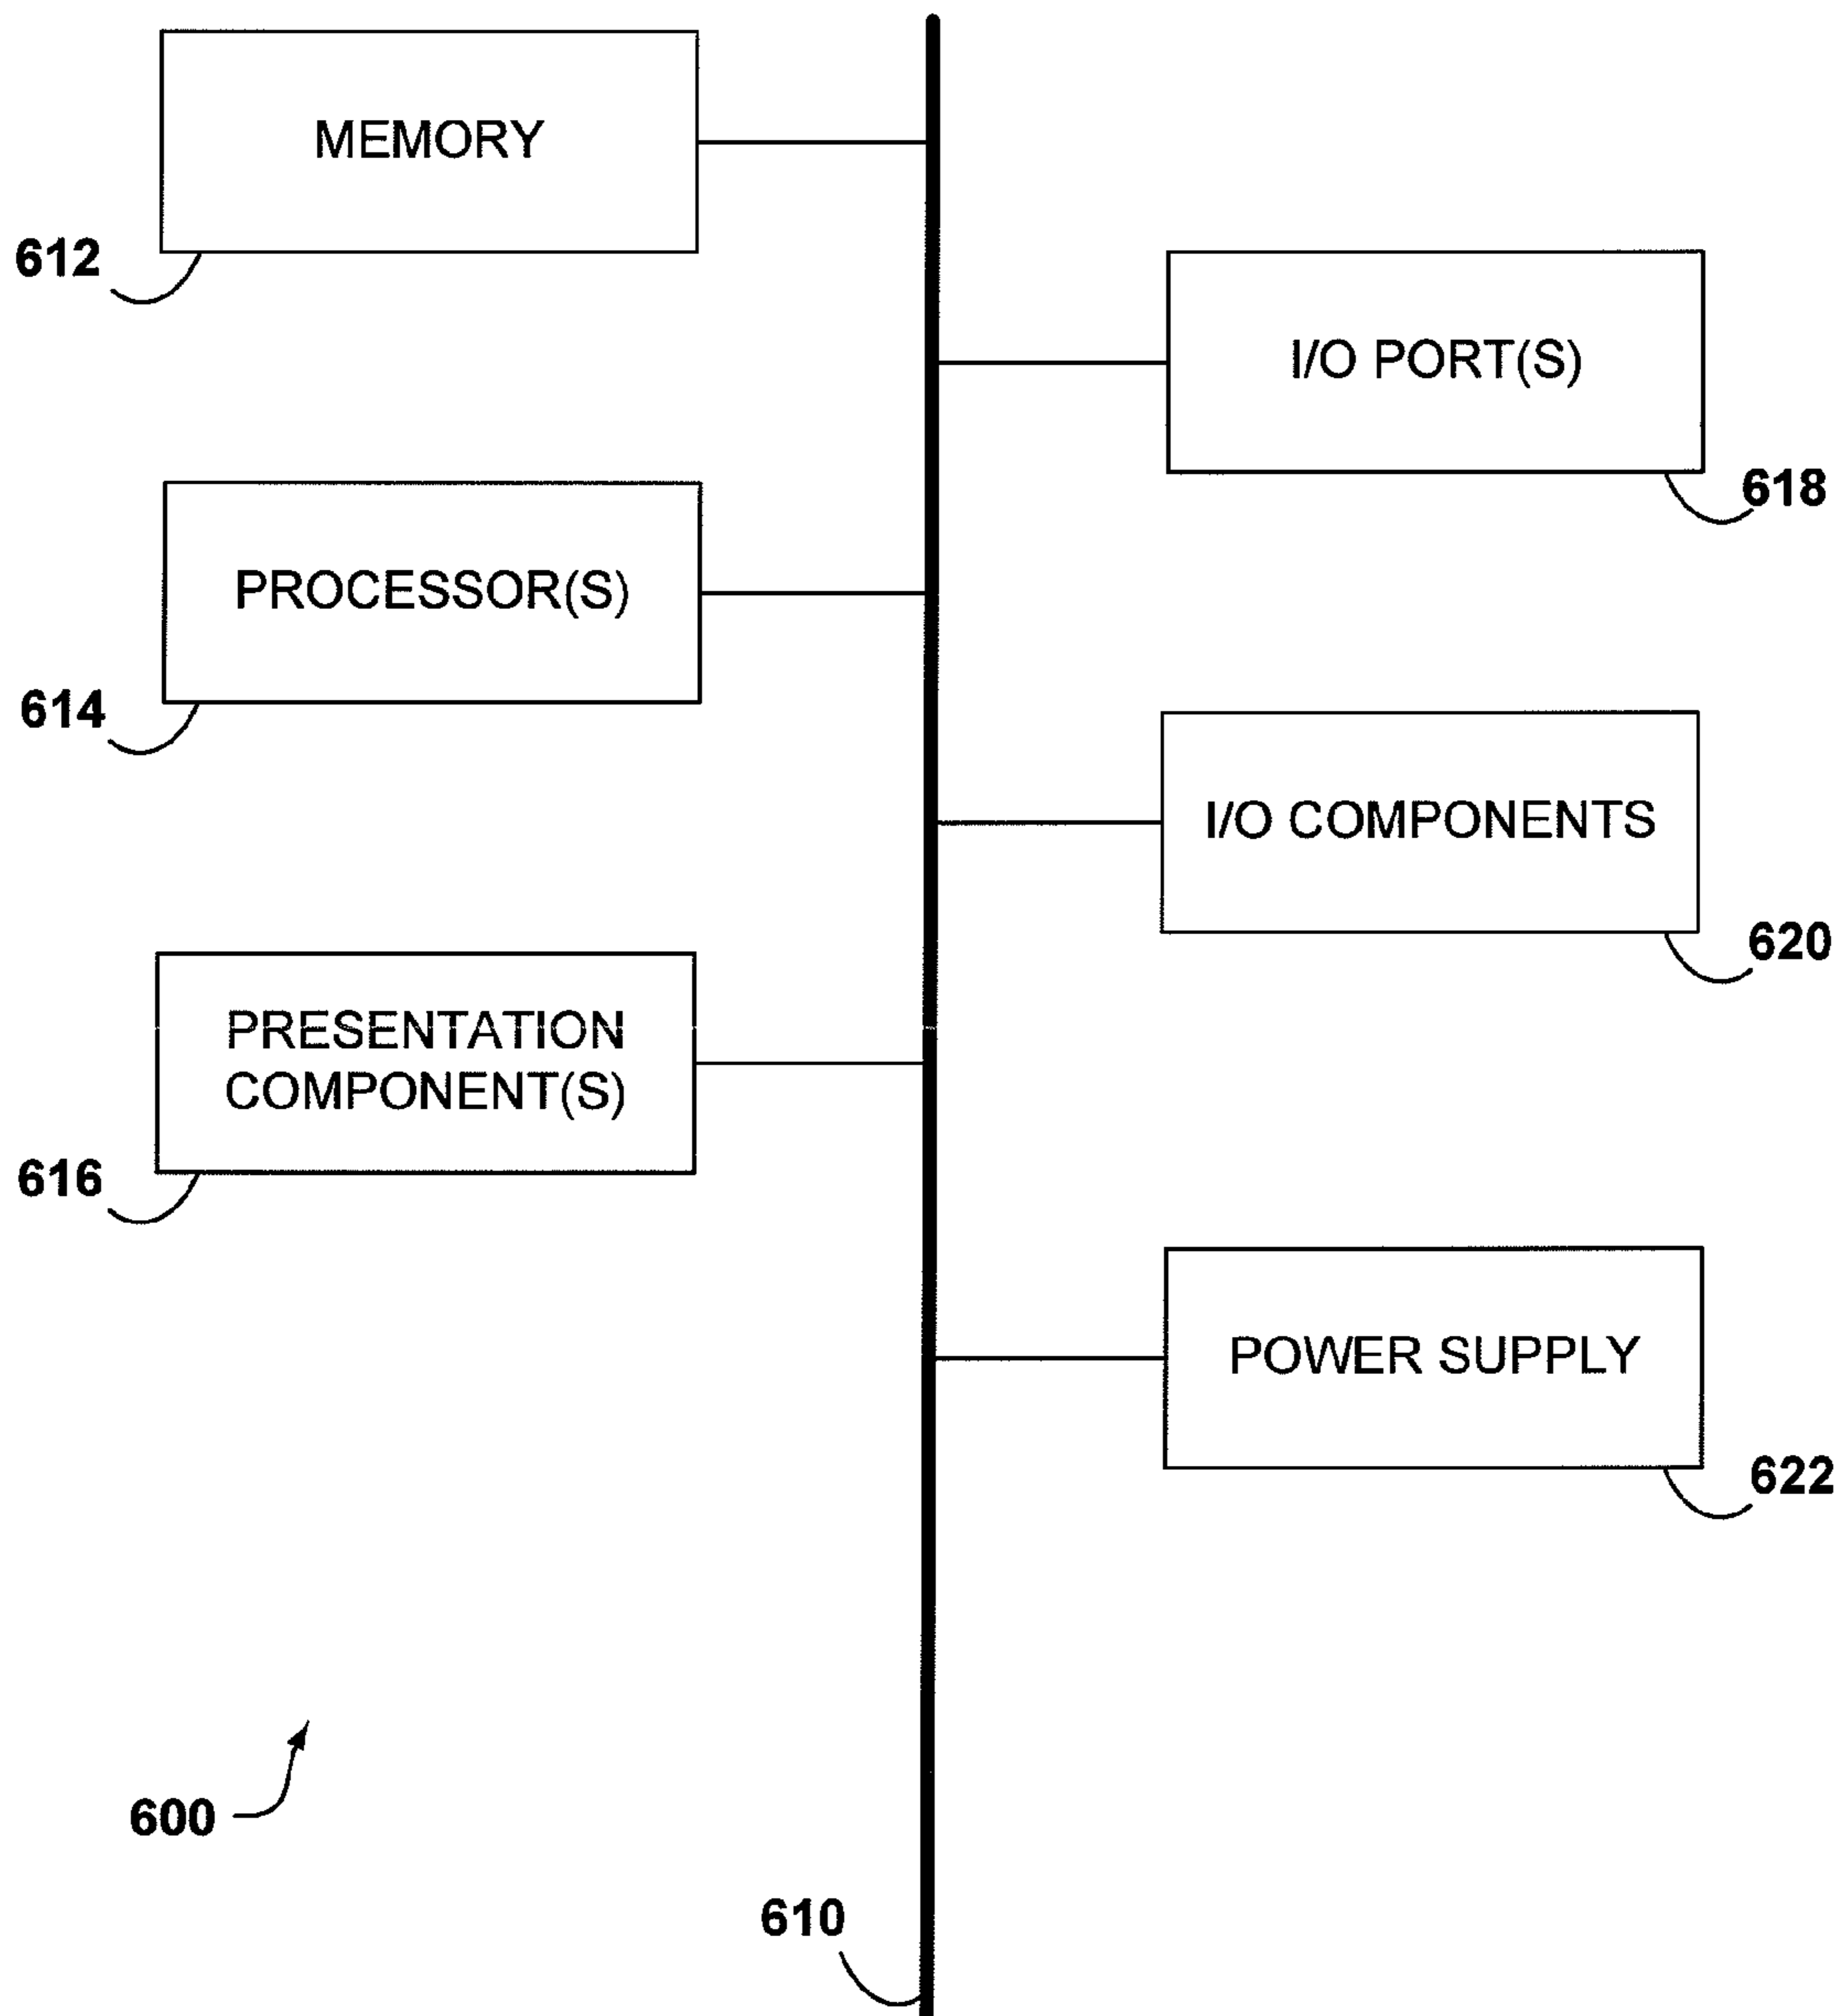 MEMORY
612
I/O PORT(S)
618
PROCESSOR(S)
614
I/O COMPONENTS
620
PRESENTATION
COMPONENT(S)
616
POWER SUPPLY
622
600
610